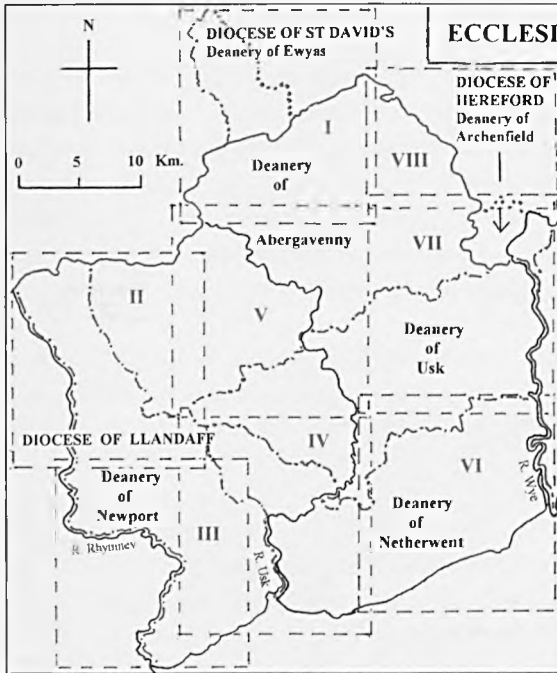 N
DIOCESE OF ST DAVID'S
Deanery of Ewyas
ECCLESI
DIOCESE OF
HEREFORD
Deanery of
Archenfield
0 5 10 Km.
I
VIII
Deanery
of
Abergavenny
VII
II
V
Deanery
of
Usk
DIOCESE OF LLANDAFF
IV
VI
R. Wye
Deanery
of
Newport
III
R. Rhymney
R. Usk
Deanery
of
Netherwent